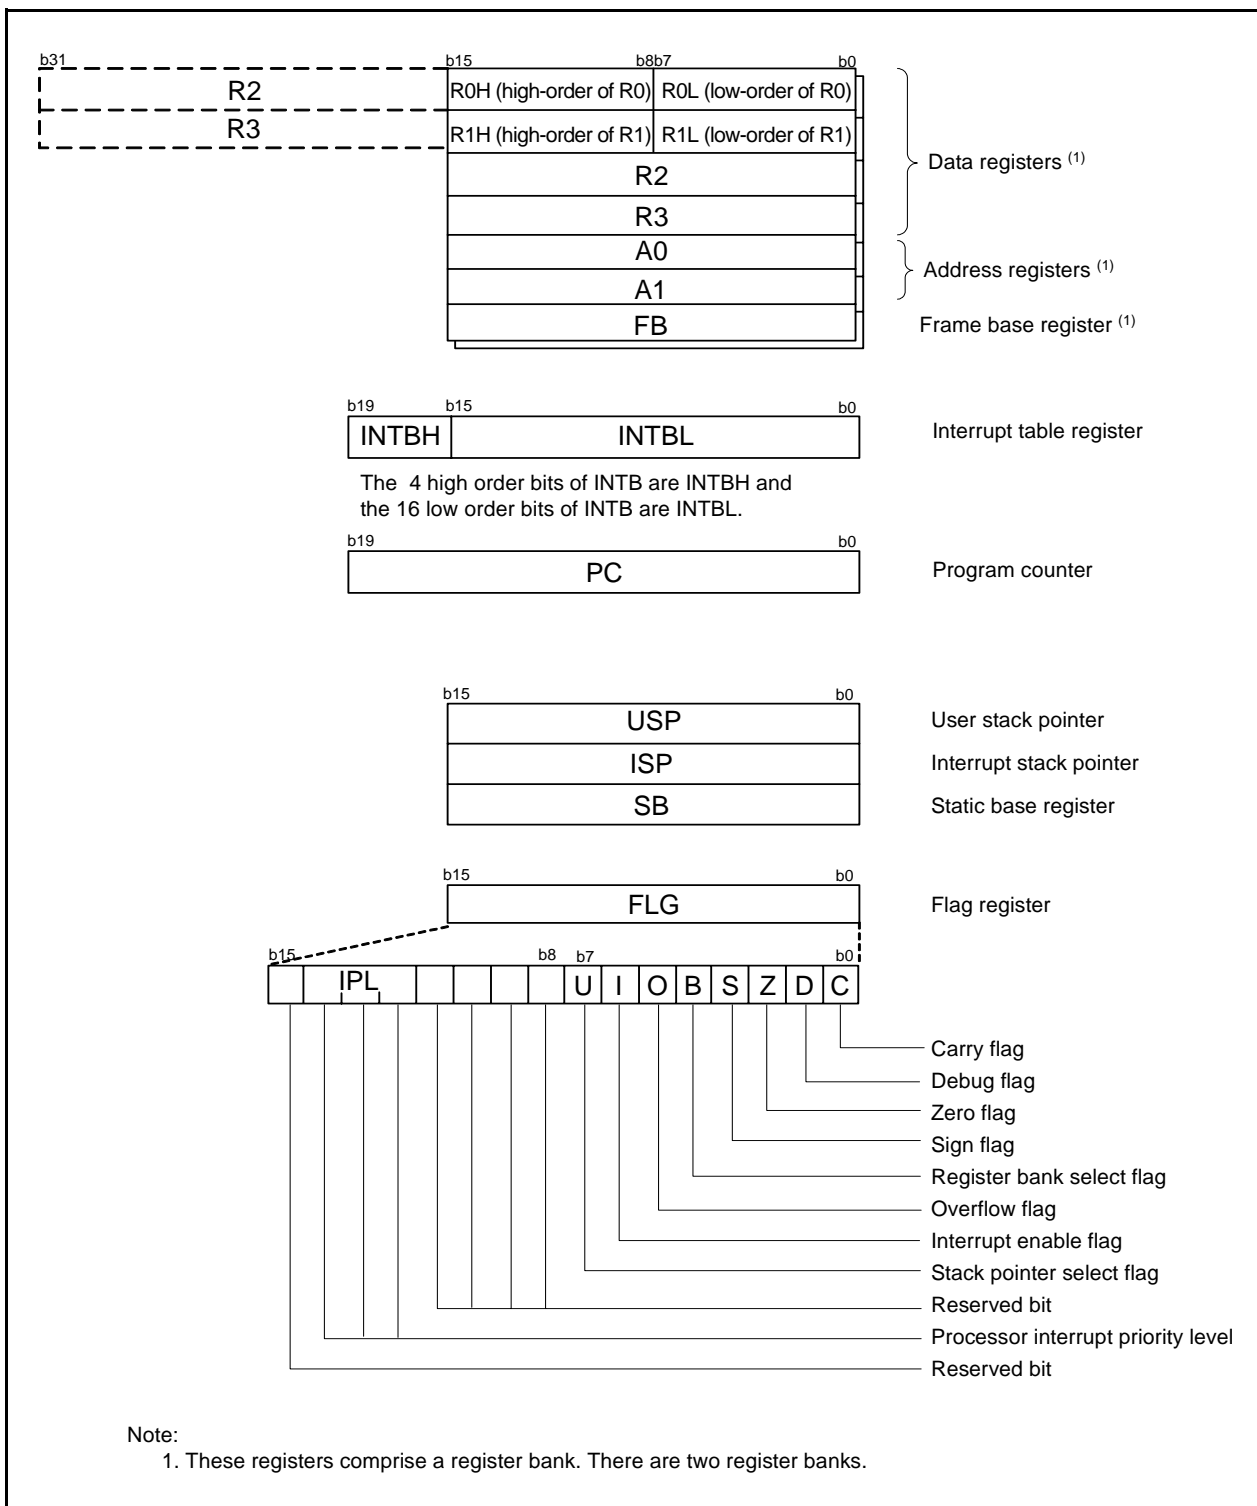 b31 b15 b8b7 b0
R2 R0H (high-order of R0) R0L (low-order of R0)
R3 R1H (high-order of R1) R1L (low-order of R1)
Data registers (1)
R2
R3
A0
Address registers (1)
A1
FB Frame base register (1)
b19 b15 b0
INTBH INTBL Interrupt table register
The 4 high order bits of INTB are INTBH and
the 16 low order bits of INTB are INTBL.
b19 b0
PC Program counter
b15 b0
USP User stack pointer
ISP Interrupt stack pointer
SB Static base register
b15 b0
FLG Flag register
b15 b8 b7 b0
IPL U I O B S Z D C
Carry flag
Debug flag
Zero flag
Sign flag
Register bank select flag
Overflow flag
Interrupt enable flag
Stack pointer select flag
Reserved bit
Processor interrupt priority level
Reserved bit
Note:
1. These registers comprise a register bank. There are two register banks.